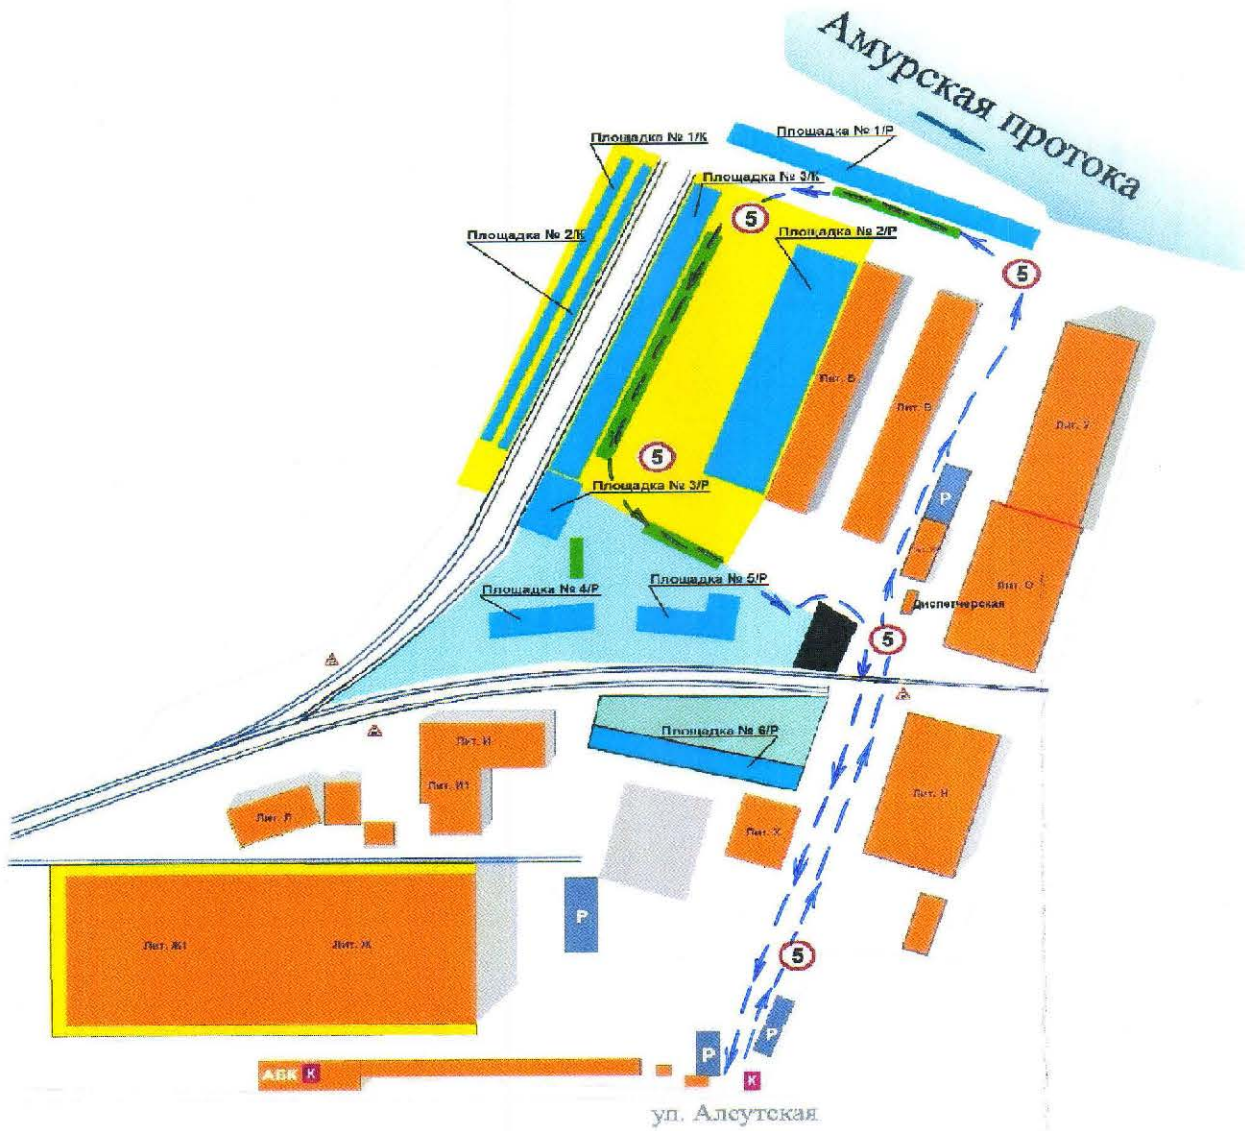 Амурская протока
Площадка № 1/К
Площадка № 1/Р
Площадка № 3/К
5
Площадка № 2/К
Площадка № 2/Р
5
Лит. Б
Лит. В
Лит. У
5
Площадка № 3/Р
P
Площадка № 4/Р
Площадка № 5/Р
Лит. О
Диспетчерская
5
Площадка № 6/Р
Лит. И
Лит. И1
Лит. Л
Лит. Х
Лит. Н
P
Лит. Ж1
Лит. Ж
5
P
P
АБК К
К
ул. Алеутская